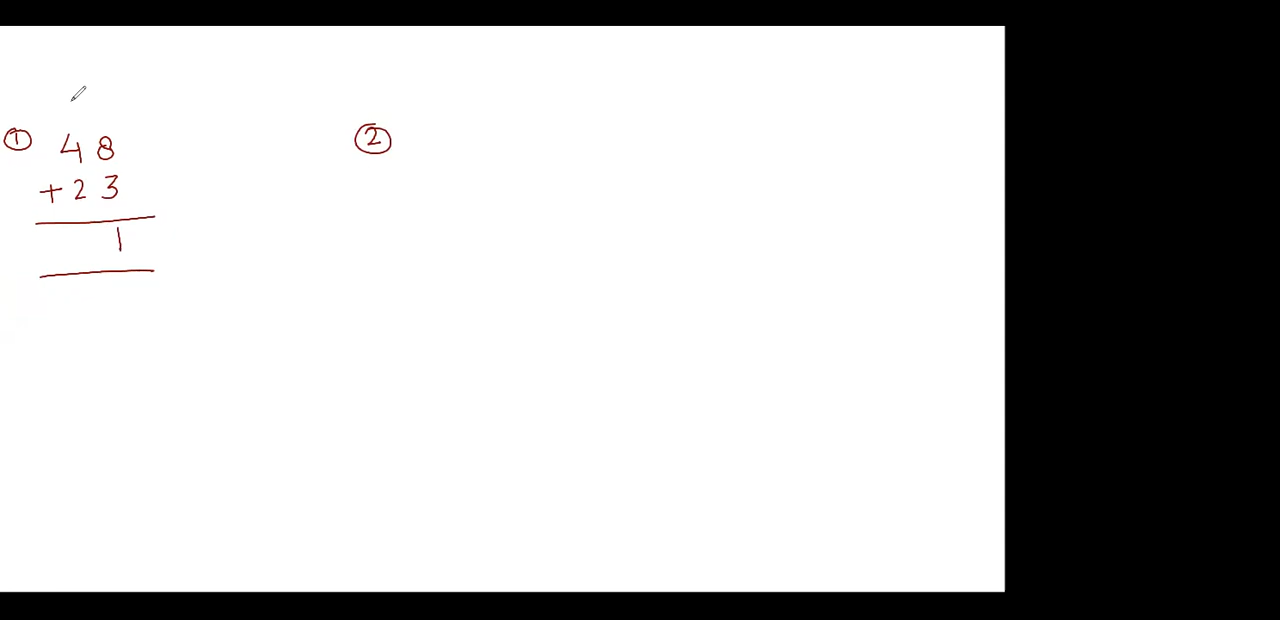 ① 48 ②
+23
1